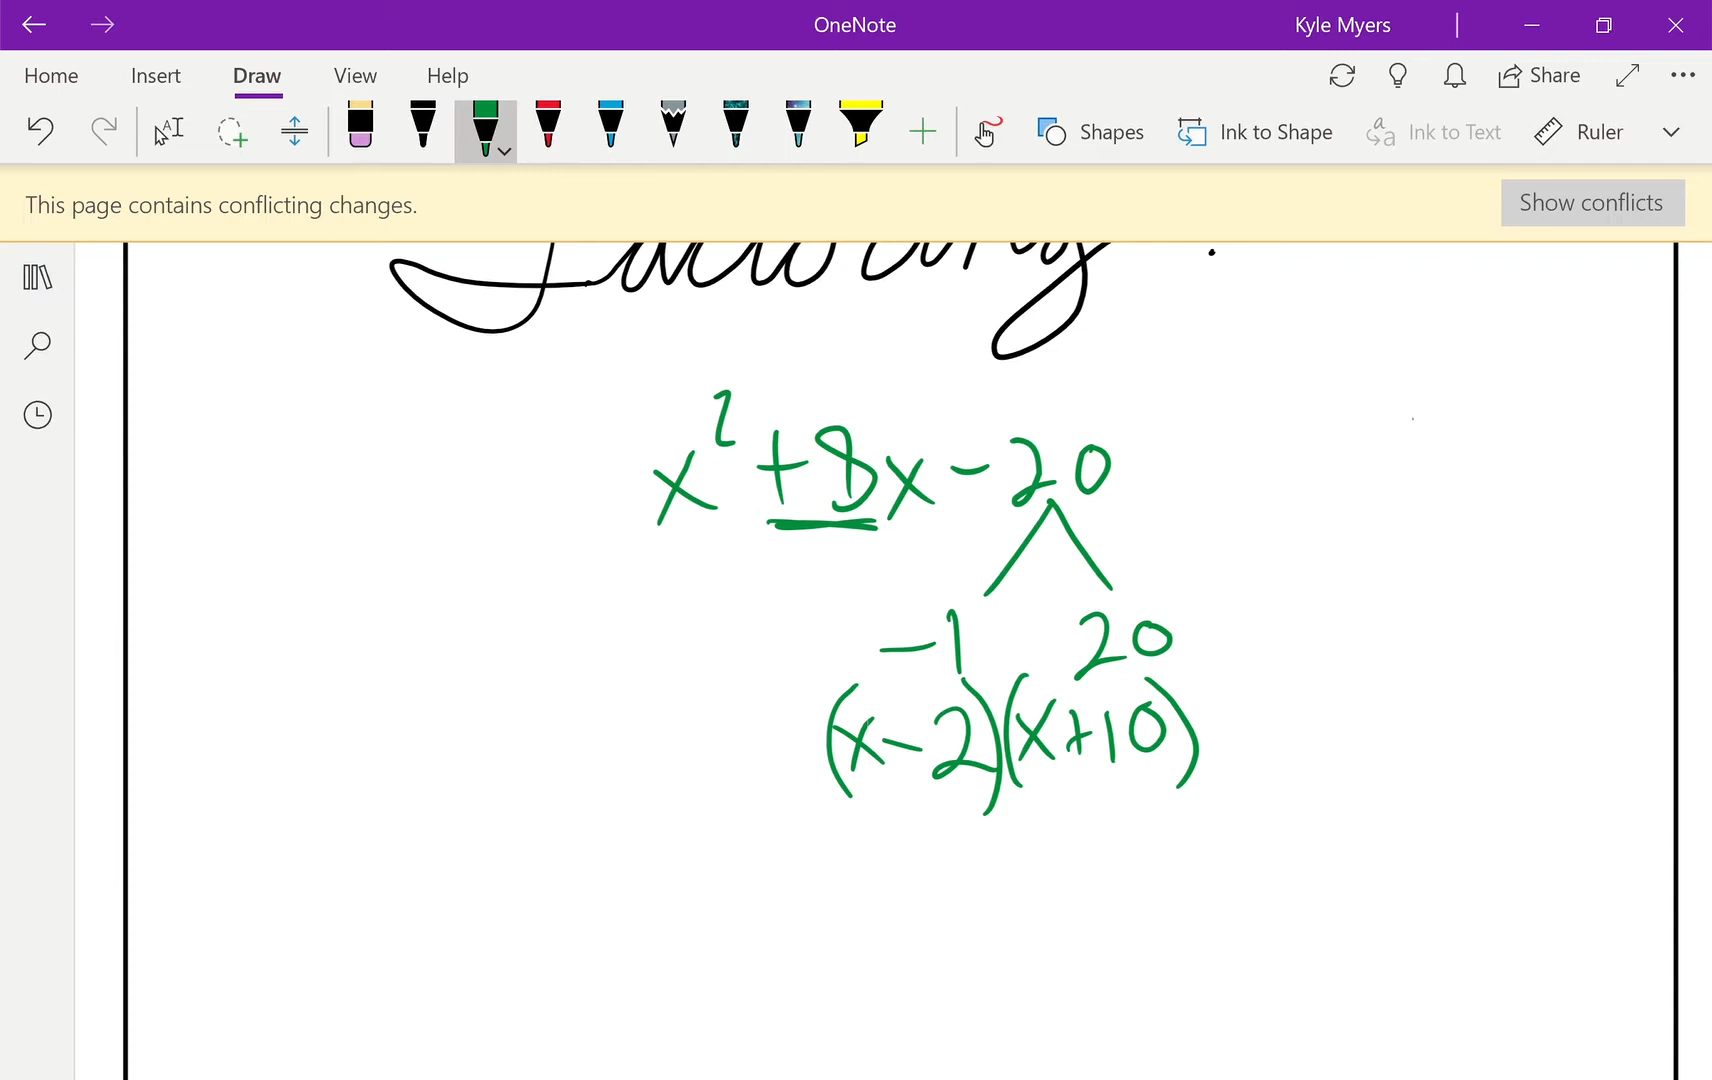 OneNote
Kyle Myers
Home Insert Draw View Help
Share
Shapes Ink to Shape Ink to Text Ruler
This page contains conflicting changes.
Show conflicts
x² +8x - 20
-1 20
(x-2)(x+10)